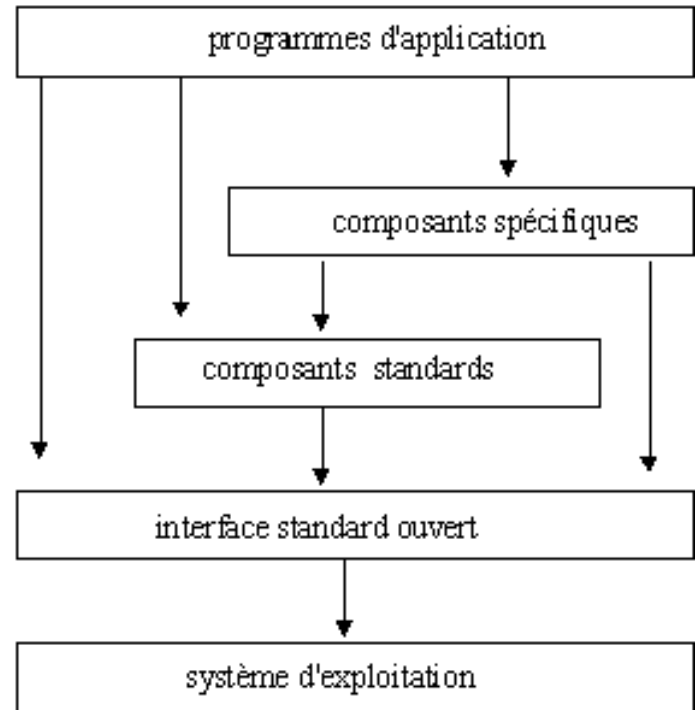 programmes d'application
composants spécifiques
composants standards
interface standard ouvert
système d'exploitation